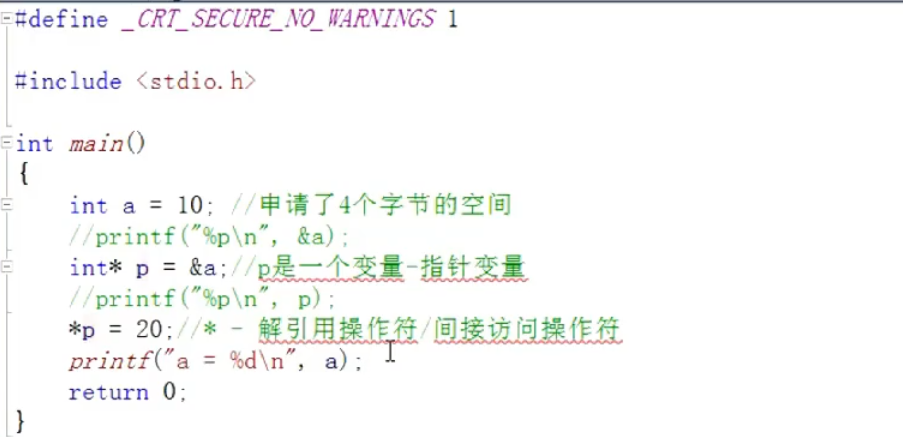 #define _CRT_SECURE_NO_WARNINGS 1
#include <stdio.h>
int main()
{
int a = 10; //申请了4个字节的空间
//printf("%p\n", &a);
int* p = &a;//p是一个变量-指针变量
//printf("%p\n", p);
*p = 20;//* - 解引用操作符/间接访问操作符
printf("a = %d\n", a);
return 0;
}